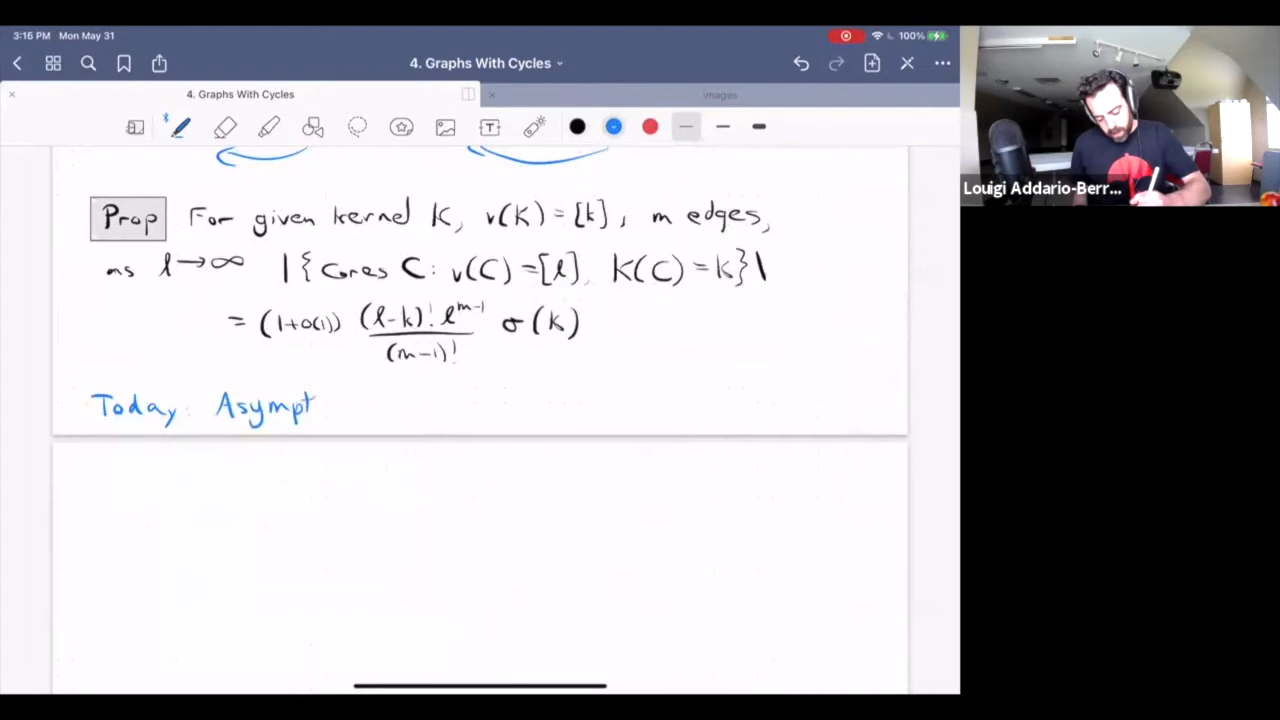 3:16 PM Mon May 31
100%
4. Graphs With Cycles
4. Graphs With Cycles
Images
Louigi Addario-Berr...
Prop For given kernel K, v(K) = [k], m edges,
as l → ∞ |{Cores C: v(C) = [l], K(C) = K}|
= (1+o(1)) (l-k)! l^{m-1} / (m-1)! σ(K)
Today: Asympt